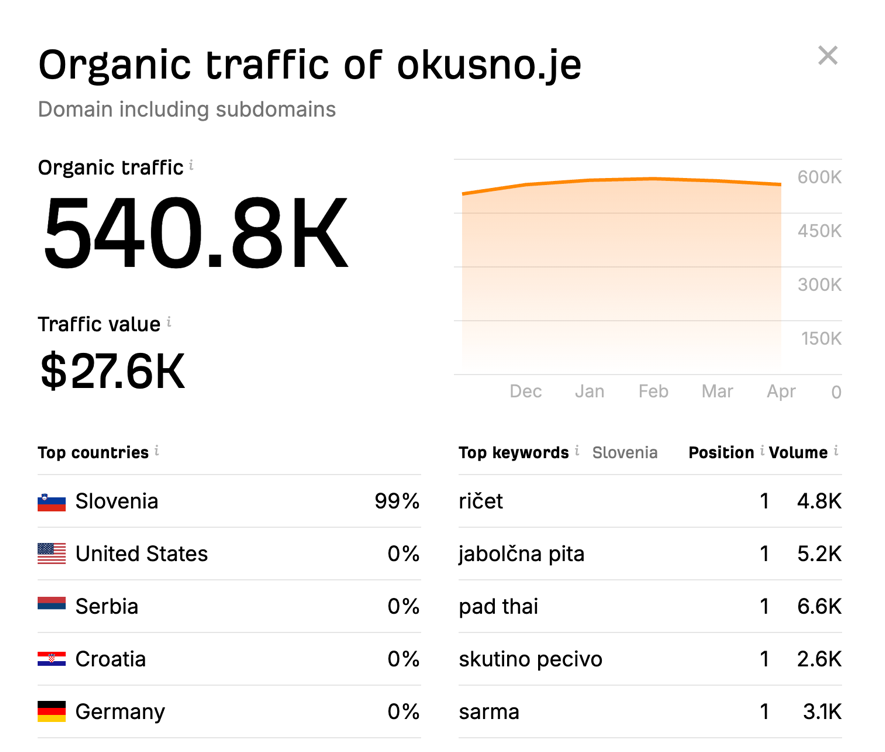 Organic traffic of okusno.je
Domain including subdomains
Organic traffic i
540.8K
Traffic value i
$27.6K
600K
450K
300K
150K
Dec Jan Feb Mar Apr 0
Top countries i
Slovenia 99%
United States 0%
Serbia 0%
Croatia 0%
Germany 0%
Top keywords i Slovenia Position i Volume i
ričet 1 4.8K
jabolčna pita 1 5.2K
pad thai 1 6.6K
skutino pecivo 1 2.6K
sarma 1 3.1K